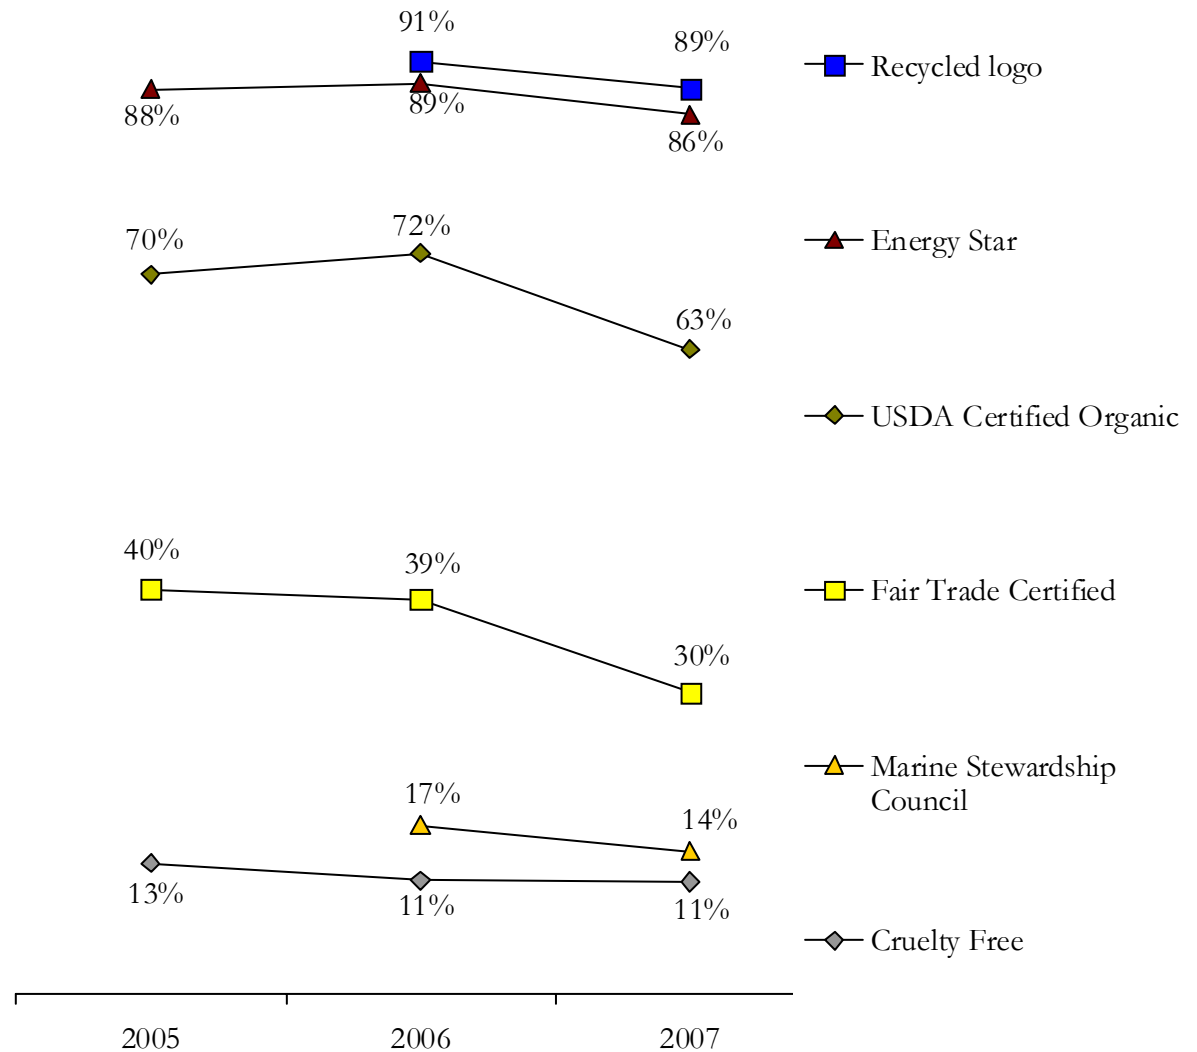 91%
89%
Recycled logo
88%
89%
86%
70%
72%
Energy Star
63%
USDA Certified Organic
40%
39%
Fair Trade Certified
30%
17%
14%
Marine Stewardship
Council
13%
11%
11%
Cruelty Free
2005
2006
2007